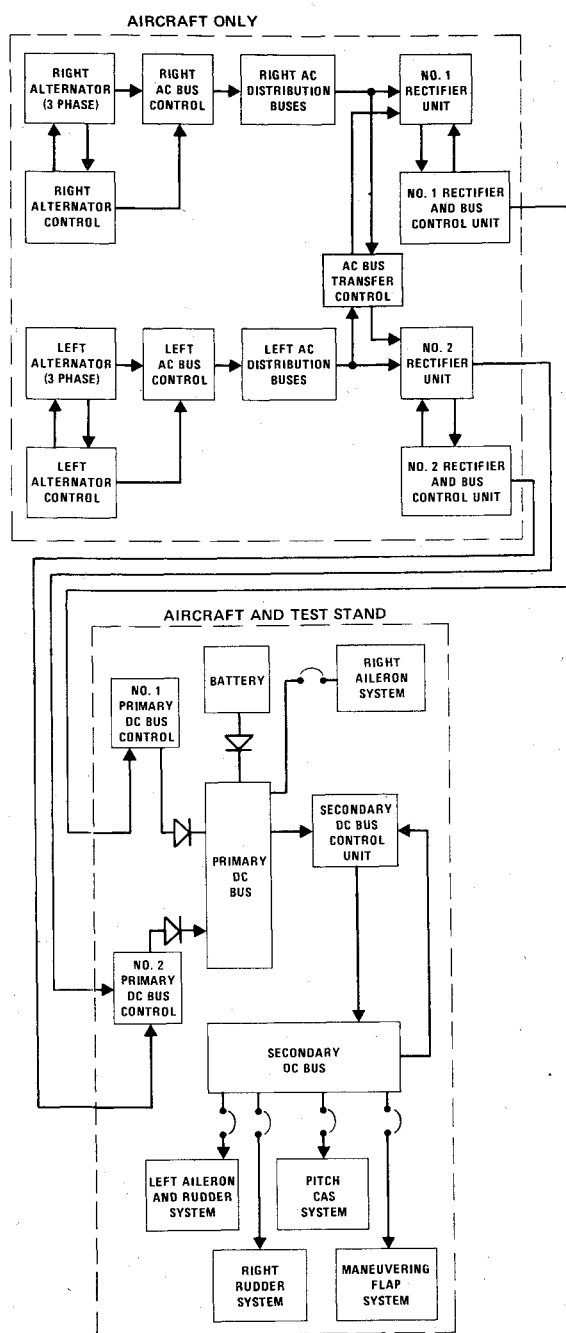 AIRCRAFT ONLY
RIGHT
ALTERNATOR
(3 PHASE)
RIGHT
AC BUS
CONTROL
RIGHT AC
DISTRIBUTION
BUSES
NO. 1
RECTIFIER
UNIT
RIGHT
ALTERNATOR
CONTROL
NO. 1 RECTIFIER
AND BUS
CONTROL UNIT
AC BUS
TRANSFER
CONTROL
LEFT
ALTERNATOR
(3 PHASE)
LEFT
AC BUS
CONTROL
LEFT AC
DISTRIBUTION
BUSES
NO. 2
RECTIFIER
UNIT
LEFT
ALTERNATOR
CONTROL
NO. 2 RECTIFIER
AND BUS
CONTROL UNIT
AIRCRAFT AND TEST STAND
BATTERY
RIGHT
AILERON
SYSTEM
NO. 1
PRIMARY
DC BUS
CONTROL
PRIMARY
DC
BUS
SECONDARY
DC BUS
CONTROL
UNIT
NO. 2
PRIMARY
DC BUS
CONTROL
SECONDARY
DC BUS
LEFT AILERON
AND RUDDER
SYSTEM
PITCH
CAS
SYSTEM
RIGHT
RUDDER
SYSTEM
MANEUVERING
FLAP
SYSTEM